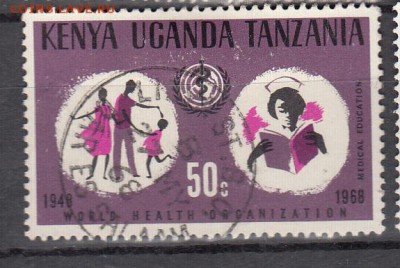 KENYA UGANDA TANZANIA
MEDICAL EDUCATION
50c
1948 1968
WORLD HEALTH ORGANIZATION